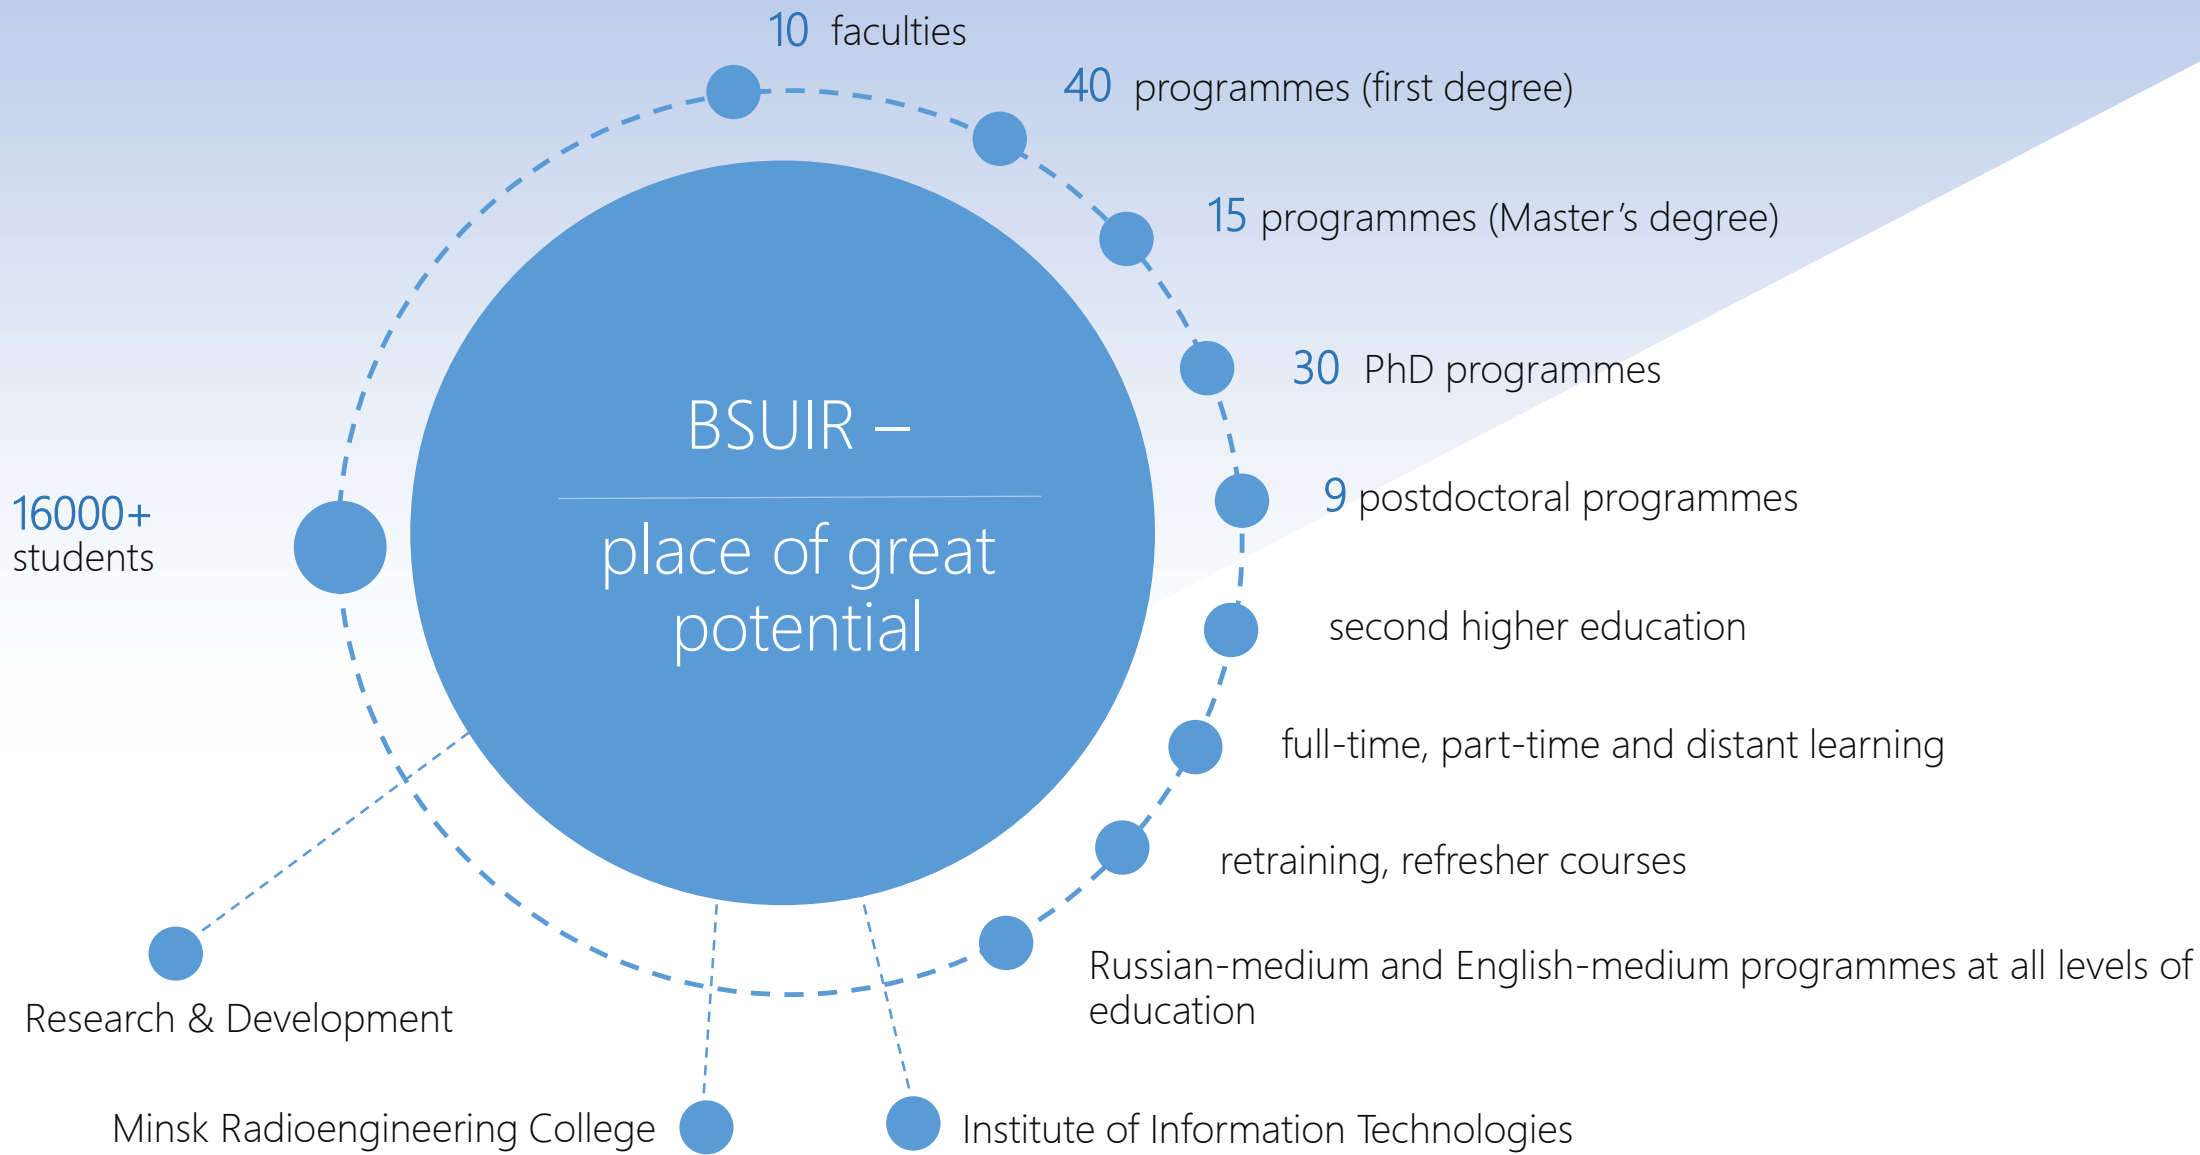 10 faculties
40 programmes (first degree)
15 programmes (Master's degree)
30 PhD programmes
BSUIR –
place of great
potential
9 postdoctoral programmes
16000+
students
second higher education
full-time, part-time and distant learning
retraining, refresher courses
Russian-medium and English-medium programmes at all levels of
education
Research & Development
Minsk Radioengineering College
Institute of Information Technologies